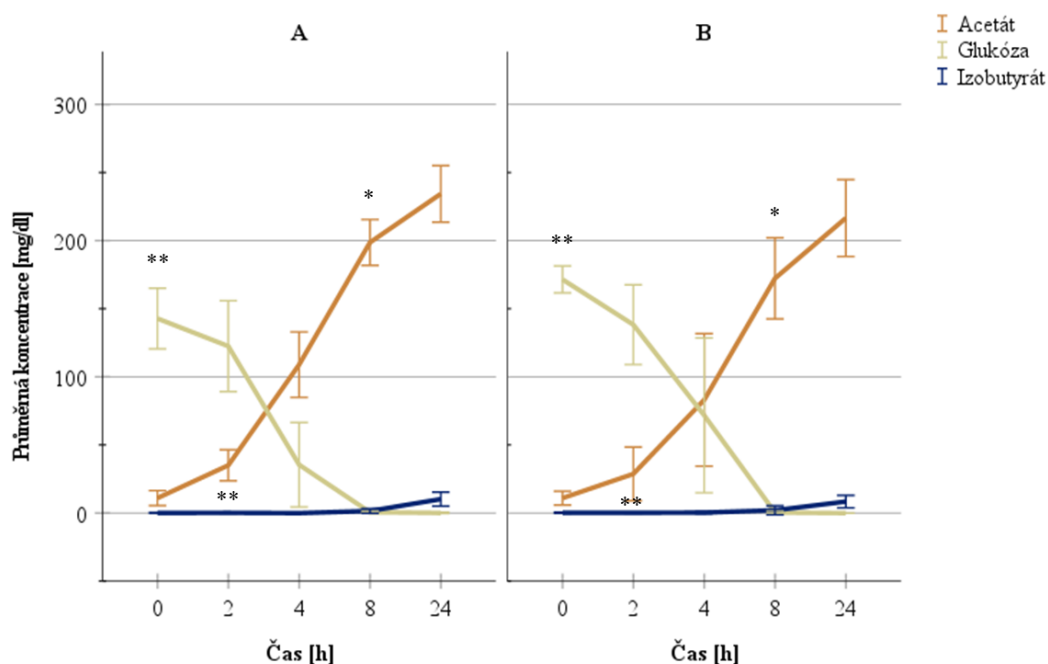 A
B
Acetát
Glukóza
Izobutyrát
Průměrná koncentrace [mg/dl]
300
200
100
0
**
**
*
**
**
*
0 2 4 8 24
0 2 4 8 24
Čas [h]
Čas [h]